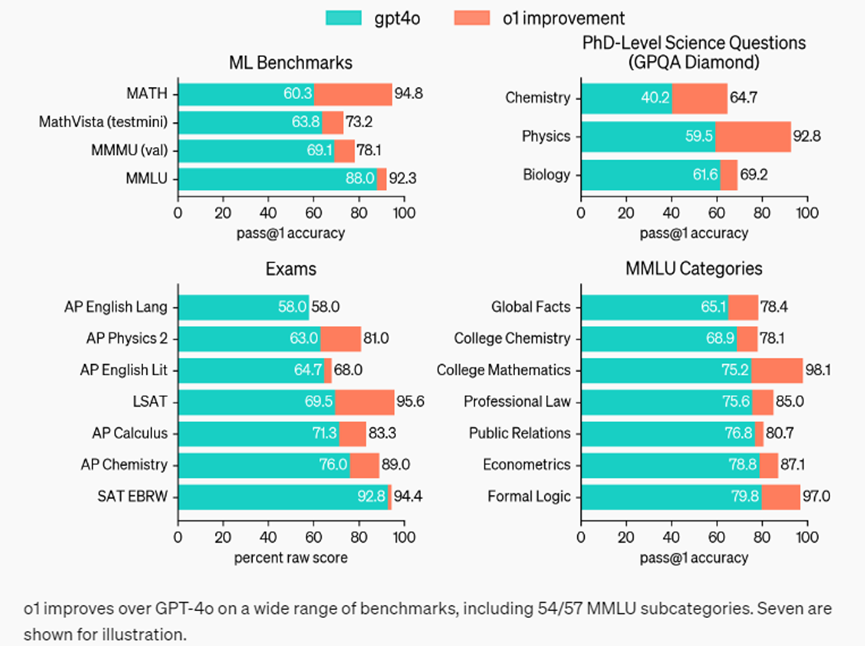 gpt4o o1 improvement
ML Benchmarks
MATH 60.3 94.8
MathVista (testmini) 63.8 73.2
MMMU (val) 69.1 78.1
MMLU 88.0 92.3
0 20 40 60 80 100
pass@1 accuracy
PhD-Level Science Questions
(GPQA Diamond)
Chemistry 40.2 64.7
Physics 59.5 92.8
Biology 61.6 69.2
0 20 40 60 80 100
pass@1 accuracy
Exams
AP English Lang 58.0 58.0
AP Physics 2 63.0 81.0
AP English Lit 64.7 68.0
LSAT 69.5 95.6
AP Calculus 71.3 83.3
AP Chemistry 76.0 89.0
SAT EBRW 92.8 94.4
0 20 40 60 80 100
percent raw score
MMLU Categories
Global Facts 65.1 78.4
College Chemistry 68.9 78.1
College Mathematics 75.2 98.1
Professional Law 75.6 85.0
Public Relations 76.8 80.7
Econometrics 78.8 87.1
Formal Logic 79.8 97.0
0 20 40 60 80 100
pass@1 accuracy
o1 improves over GPT-4o on a wide range of benchmarks, including 54/57 MMLU subcategories. Seven are
shown for illustration.